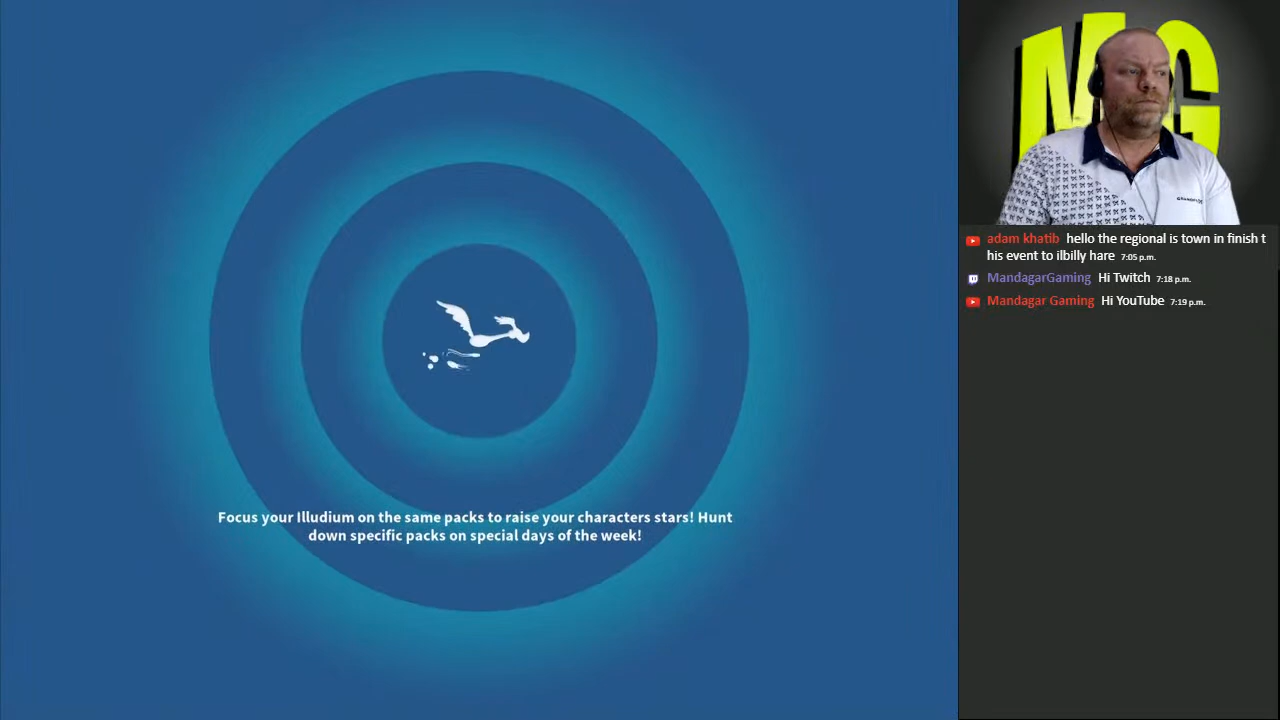 MG
adam khatib hello the regional is town in finish t
his event to ilbilly hare 7:05 p.m.
MandagarGaming Hi Twitch 7:18 p.m.
Mandagar Gaming Hi YouTube 7:19 p.m.
Focus your Illudium on the same packs to raise your characters stars! Hunt
down specific packs on special days of the week!